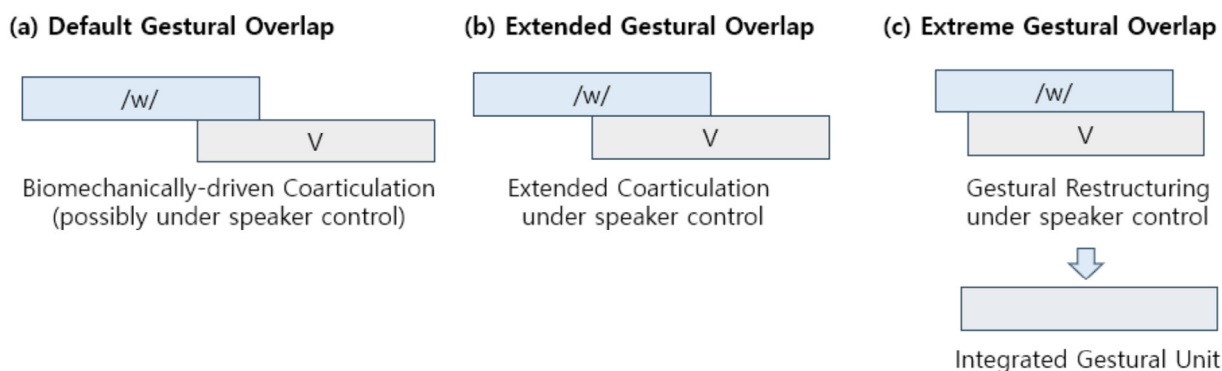 (a) Default Gestural Overlap
/w/
V
Biomechanically-driven Coarticulation
(possibly under speaker control)
(b) Extended Gestural Overlap
/w/
V
Extended Coarticulation
under speaker control
(c) Extreme Gestural Overlap
/w/
V
Gestural Restructuring
under speaker control
Integrated Gestural Unit